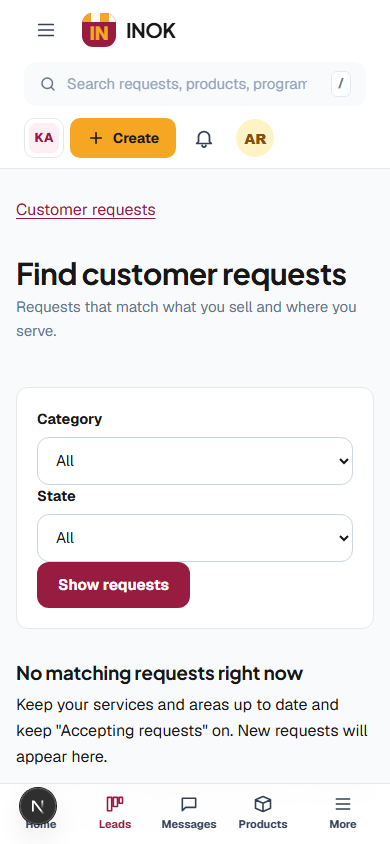 IN INOK
Search requests, products, program
/
KA
+ Create
AR
Customer requests
Find customer requests
Requests that match what you sell and where you
serve.
Category
All
State
All
Show requests
No matching requests right now
Keep your services and areas up to date and
keep "Accepting requests" on. New requests will
appear here.
N
Home
Leads
Messages
Products
More